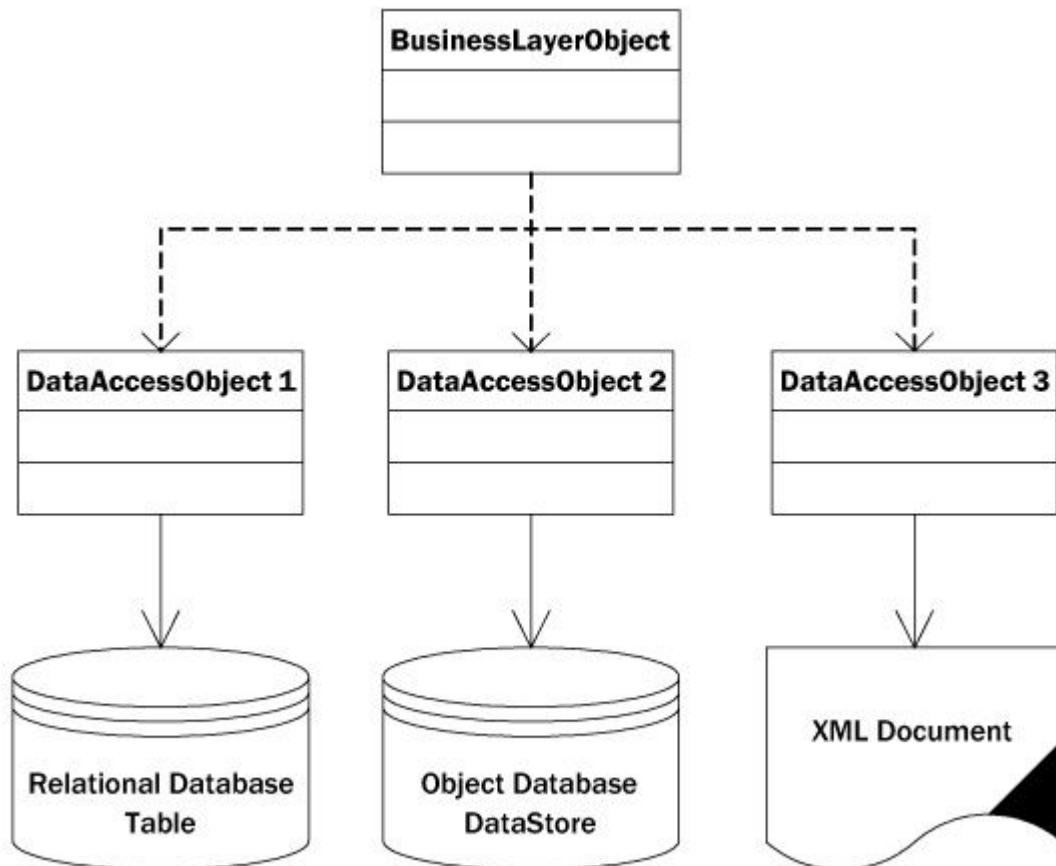 BusinessLayerObject
DataAccessObject 1
DataAccessObject 2
DataAccessObject 3
Relational Database
Table
Object Database
DataStore
XML Document